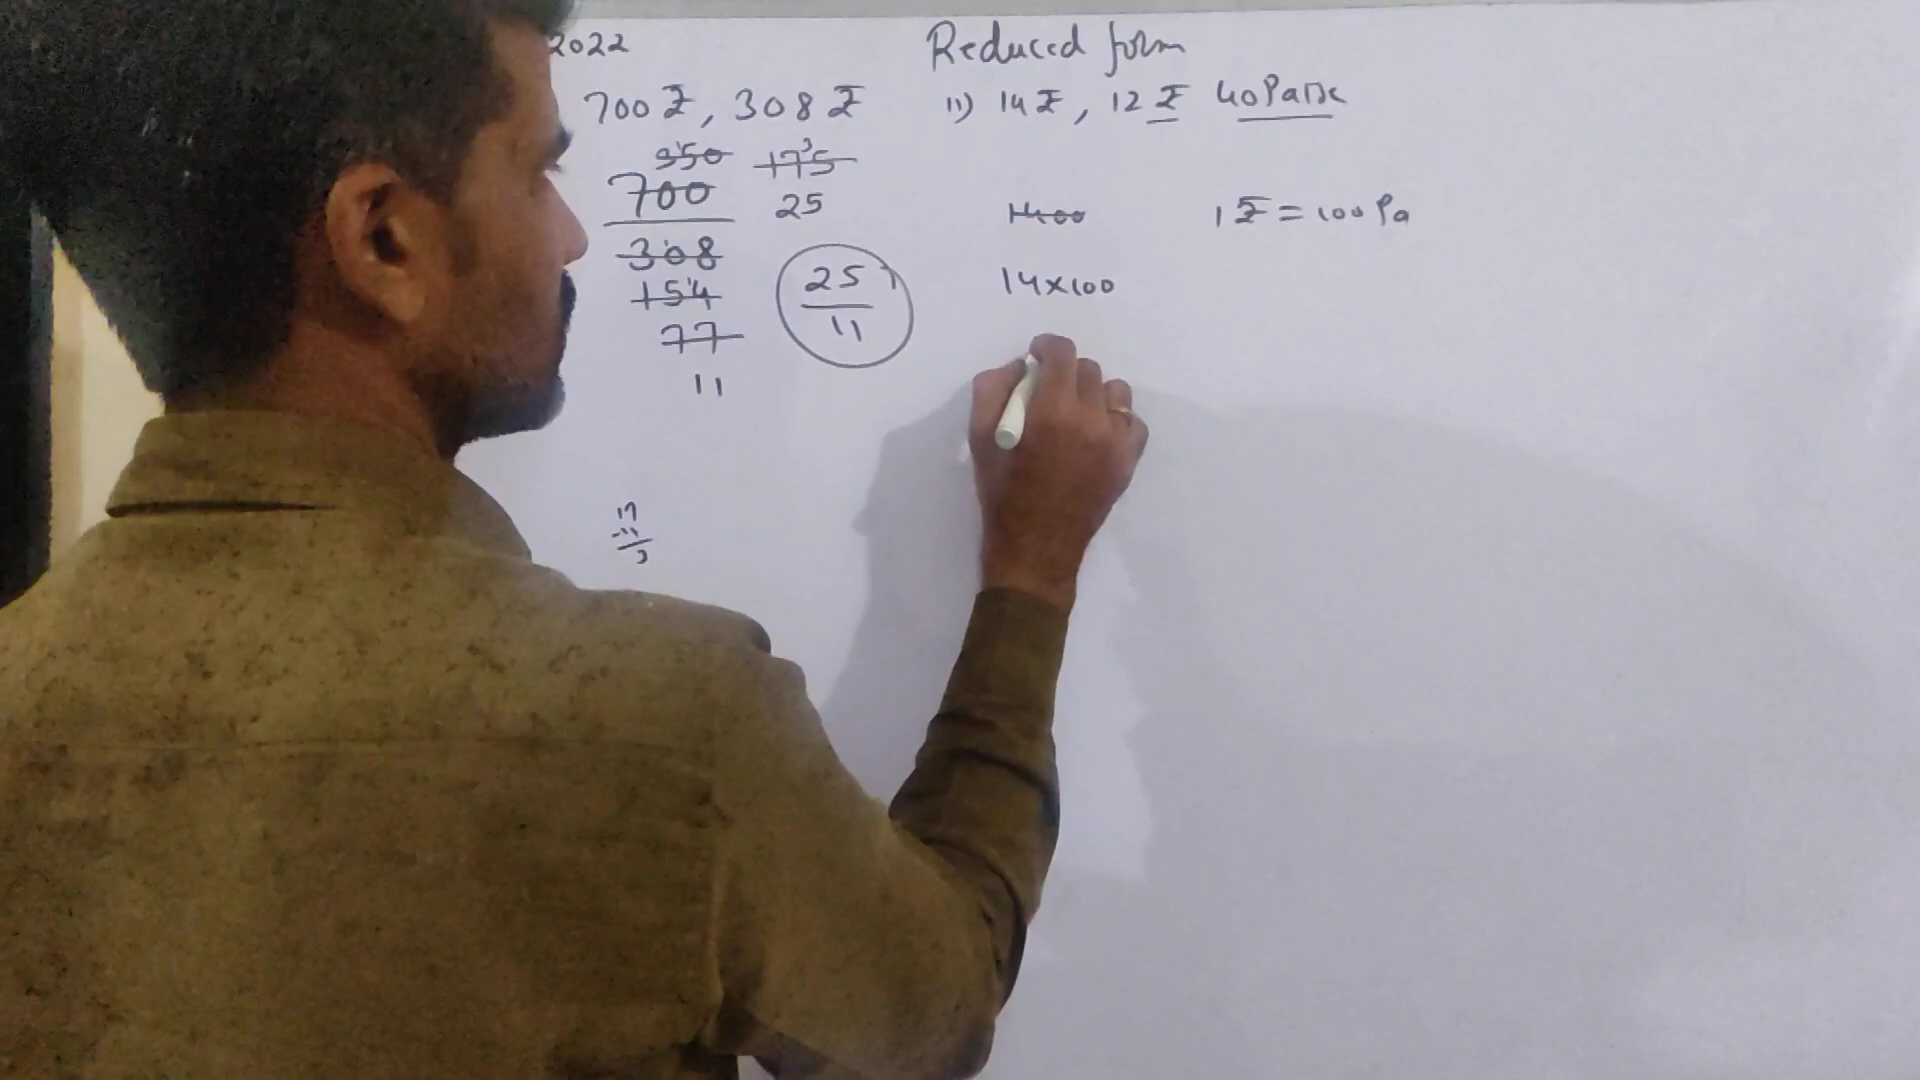 2022
Reduced form
700 ₹, 308 ₹
350 175
700
25
308
154
77
11
25
11
11) 14 ₹, 12 ₹ 40 Paise
1400
1 ₹ = 100 Pa
14x100